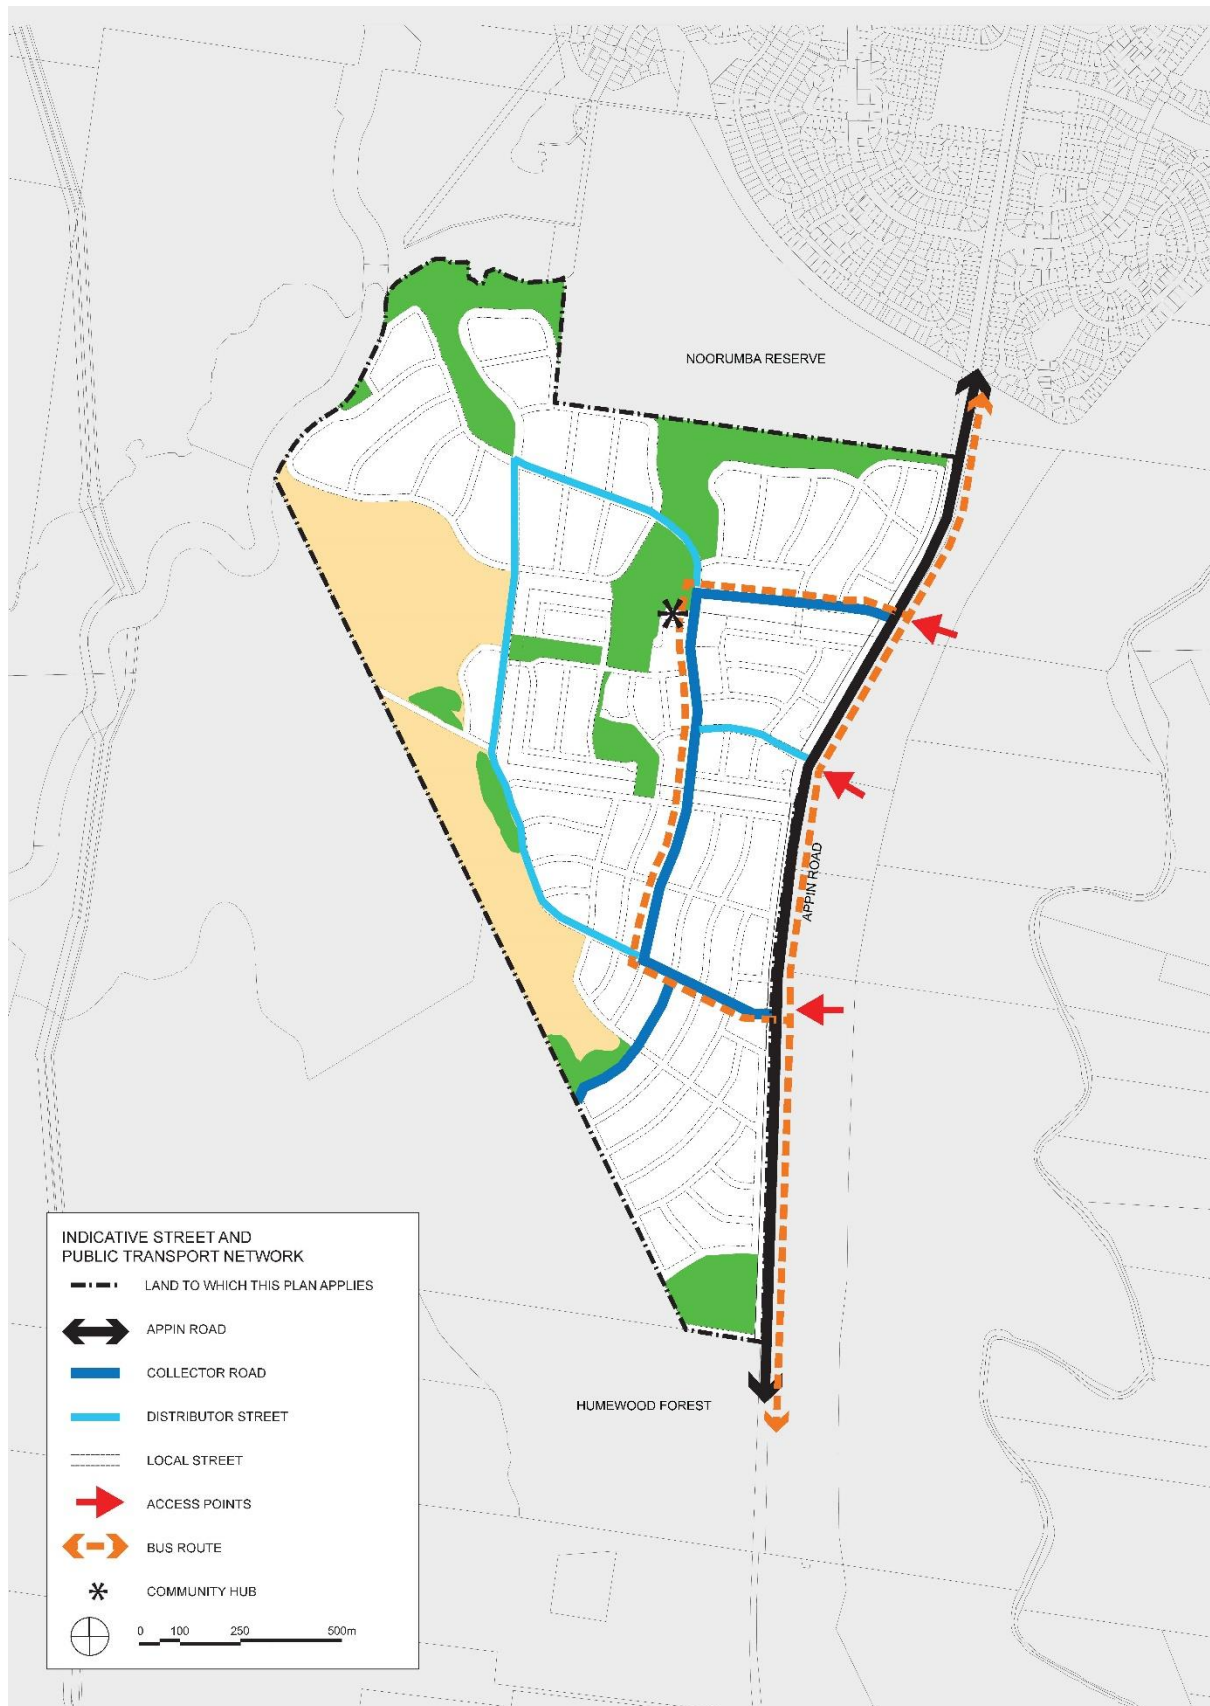 NOORUMBA RESERVE
APPIN ROAD
HUMEWOOD FOREST
INDICATIVE STREET AND
PUBLIC TRANSPORT NETWORK
LAND TO WHICH THIS PLAN APPLIES
APPIN ROAD
COLLECTOR ROAD
DISTRIBUTOR STREET
LOCAL STREET
ACCESS POINTS
BUS ROUTE
COMMUNITY HUB
0 100 250 500m